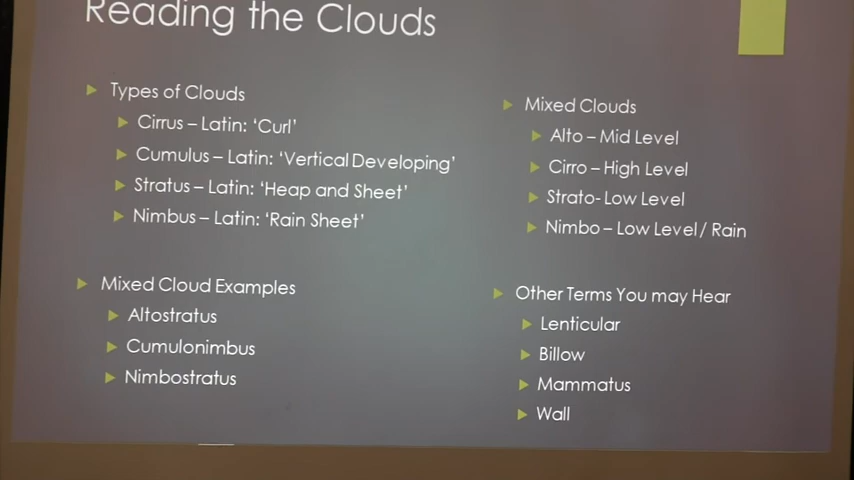 Reading the Clouds
Types of Clouds
Cirrus – Latin: ‘Curl’
Cumulus – Latin: ‘Vertical Developing’
Stratus – Latin: ‘Heap and Sheet’
Nimbus – Latin: ‘Rain Sheet’
Mixed Cloud Examples
Altostratus
Cumulonimbus
Nimbostratus
Mixed Clouds
Alto – Mid Level
Cirro – High Level
Strato- Low Level
Nimbo – Low Level / Rain
Other Terms You may Hear
Lenticular
Billow
Mammatus
Wall